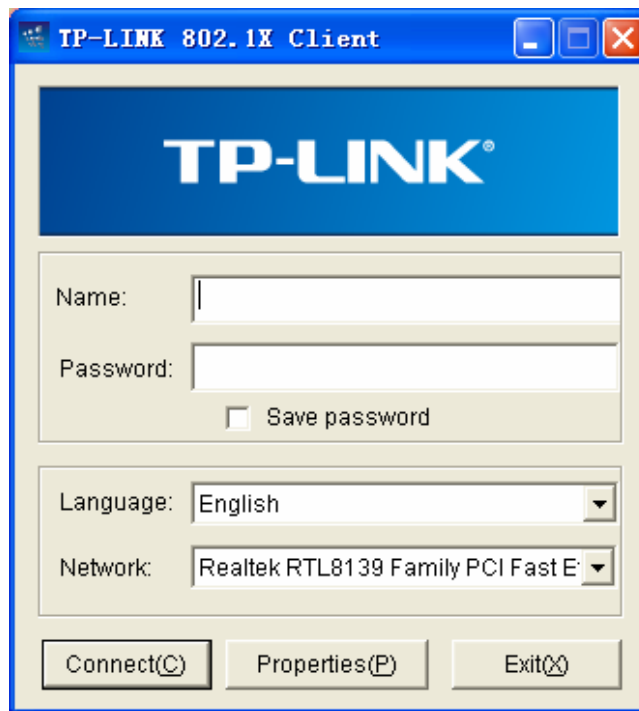 TP-LINK 802.1X Client
TP-LINK®
Name:
Password:
Save password
Language: English
Network: Realtek RTL8139 Family PCI Fast E
Connect(C) Properties(P) Exit(X)